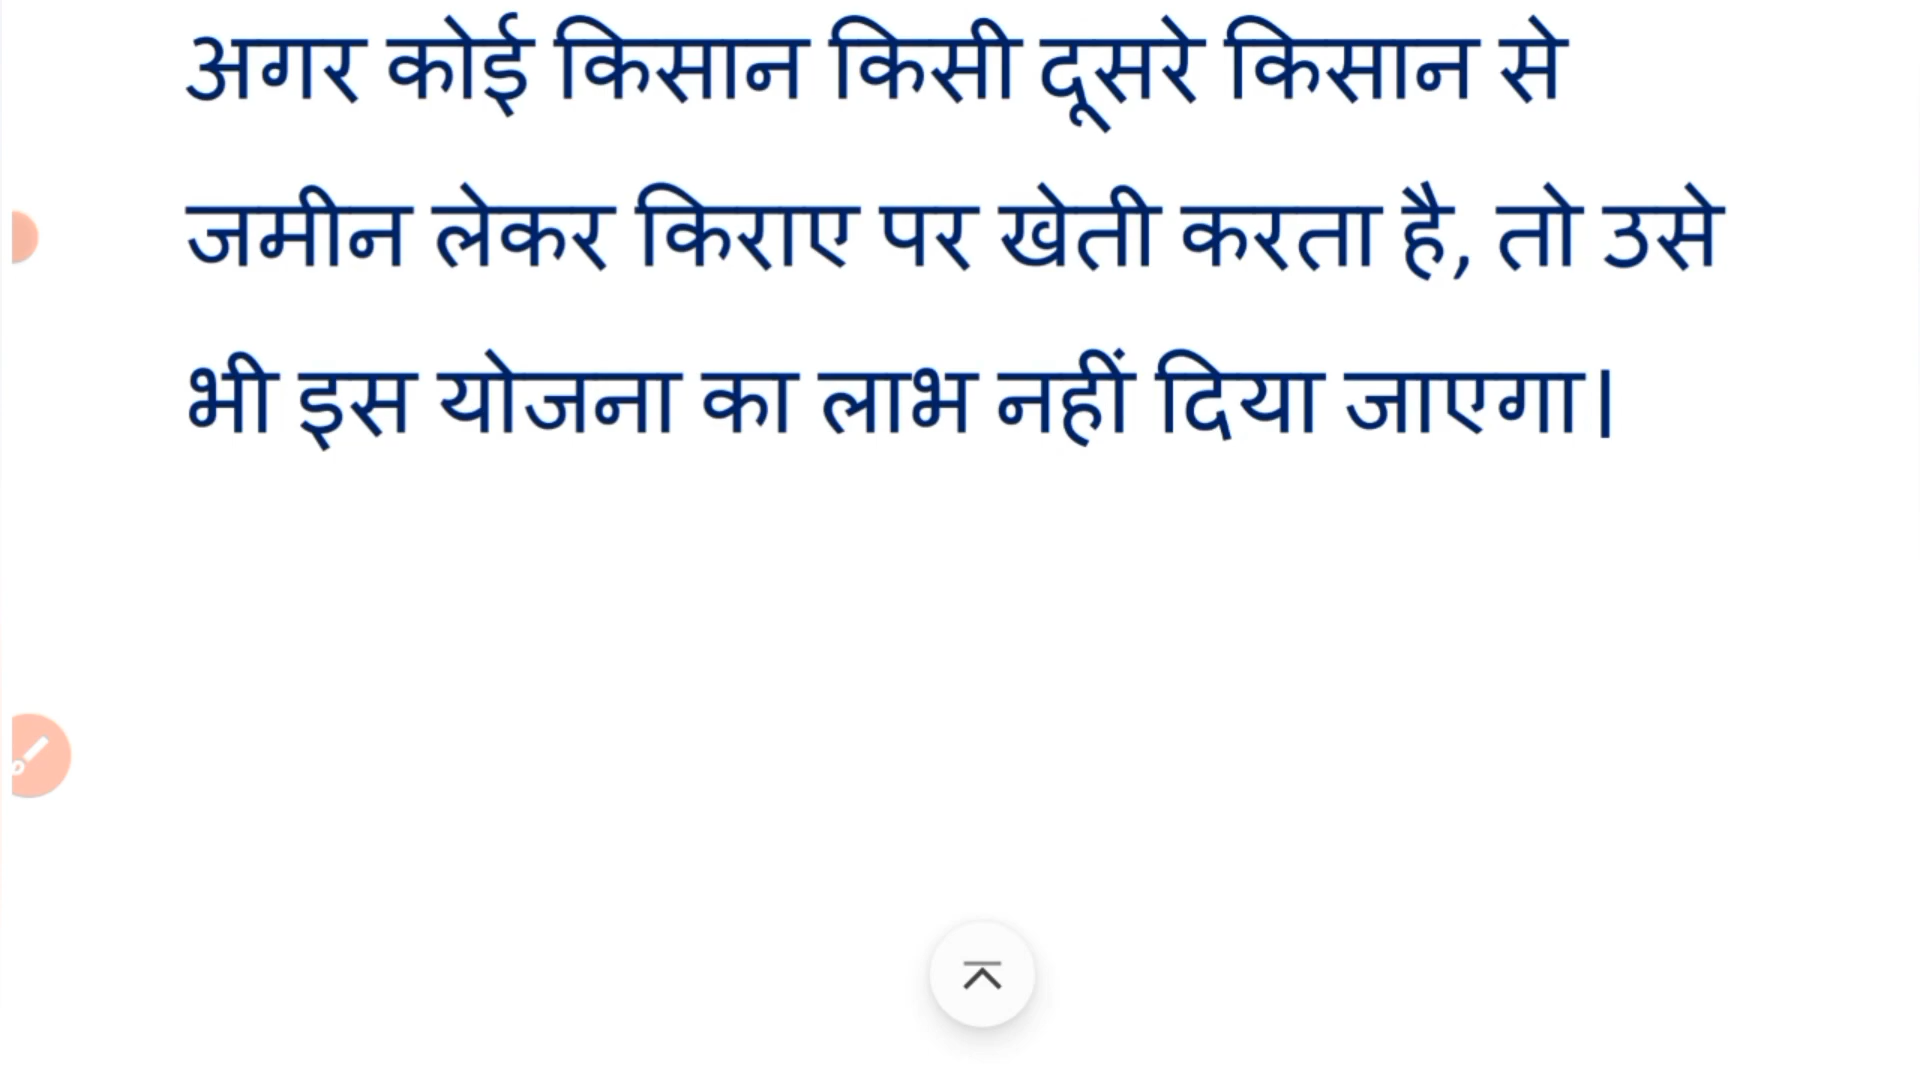 अगर कोई किसान किसी दूसरे किसान से
जमीन लेकर किराए पर खेती करता है, तो उसे
भी इस योजना का लाभ नहीं दिया जाएगा।